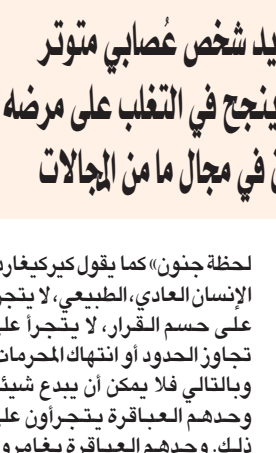 يد شخص عُصابي متوتر
ينجح في التغلب على مرضه
في مجال ما من المجالات
لحظة جنون» كما يقول كيركيغارد
الإنسان العادي، الطبيعي، لا يتجر
على حسم القرار، لا يتجرأ عل
تجاوز الحدود أو انتهاك المحرمات
وبالتالي فلا يمكن أن يبدع شيئ
وحدهم العباقرة يتجرأون عل
ذلك. وحدهم العباقرة يغامرو